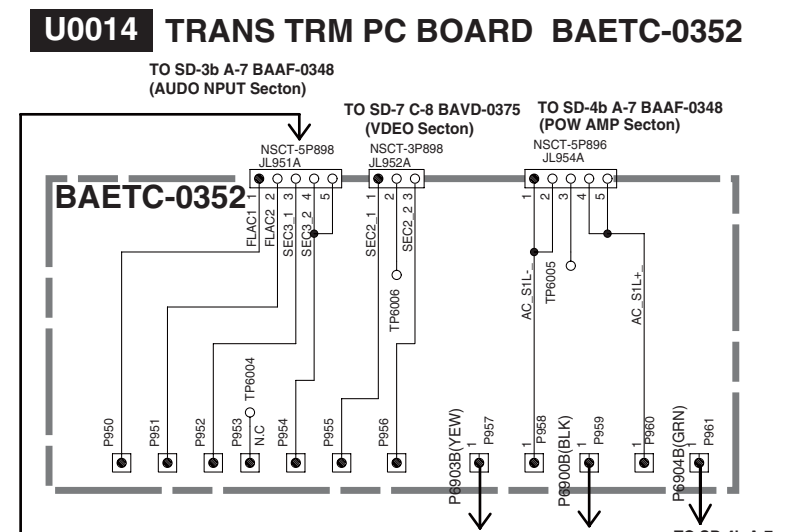 U0014 TRANS TRM PC BOARD BAETC-0352
TO SD-3b A-7 BAAF-0348
(AUDO NPUT Secton)
TO SD-7 C-8 BAVD-0375
(VDEO Secton)
TO SD-4b A-7 BAAF-0348
(POW AMP Secton)
NSCT-5P898
JL951A
NSCT-3P898
JL952A
NSCT-5P896
JL954A
BAETC-0352
1
2
3
4
5
1
2
3
1
2
3
4
5
FLAC1
FLAC2
SEC3_1
SEC3_2
SEC2_1
SEC2_2
AC_S1L-_
TP6005
AC_S1L+_
TP6006
TP6004
N.C
P950
P951
P952
P953
P954
P955
P956
P6903B(YEW)
1
P957
1
P958
P6900B(BLK)
1
P959
1
P960
P6904B(GRN)
1
P961